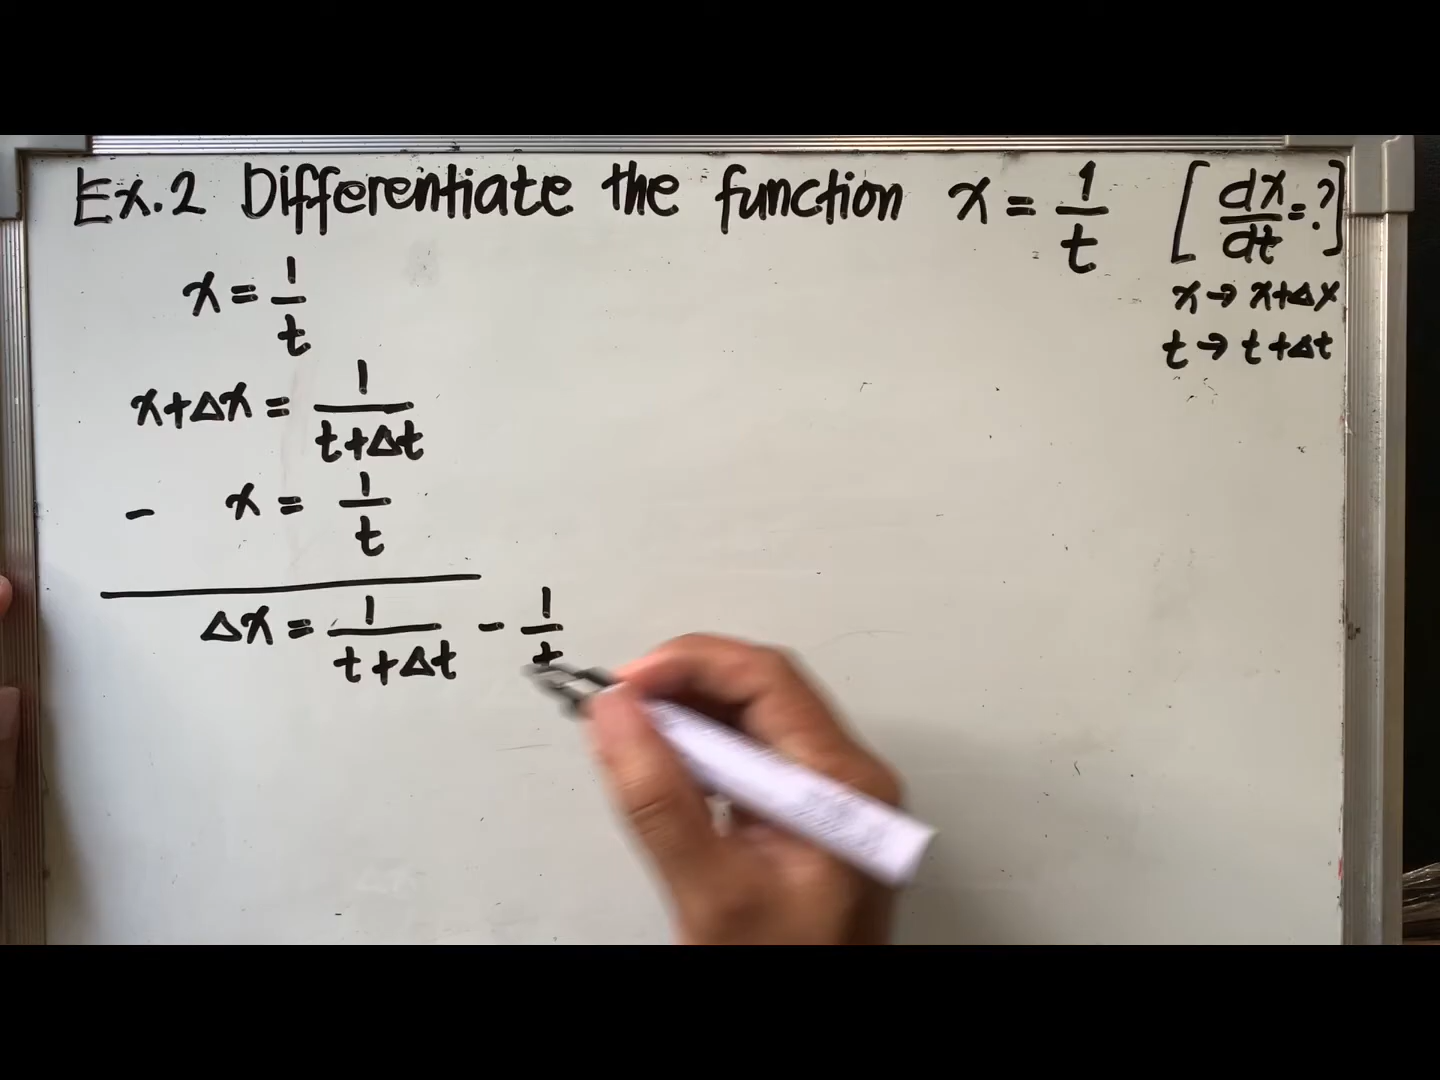 Ex.2 Differentiate the function x = 1/t [dx/dt = ?]
x → x+Δx
t → t+Δt
x = 1/t
x+Δx = 1/(t+Δt)
- x = 1/t
Δx = 1/(t+Δt) - 1/t